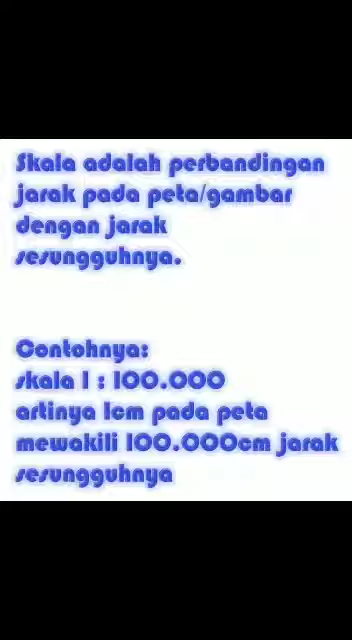 Skala adalah perbandingan
jarak pada peta/gambar
dengan jarak
sesungguhnya.
Contohnya:
skala 1 : 100.000
artinya 1cm pada peta
mewakili 100.000cm jarak
sesungguhnya